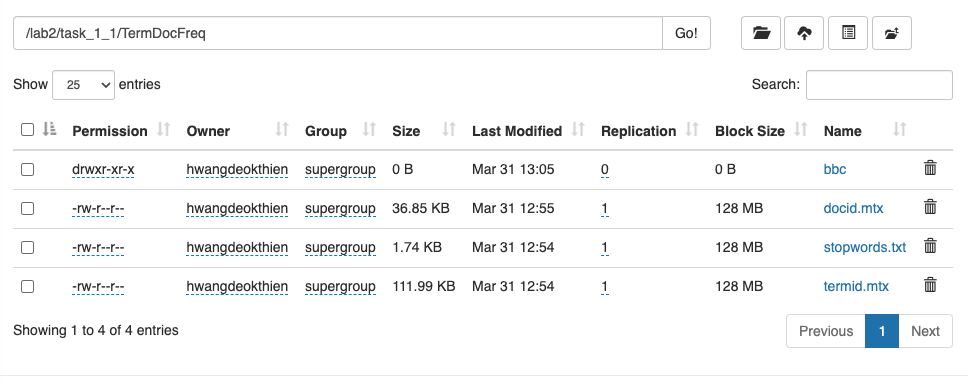 /lab2/task_1_1/TermDocFreq Go!
Show 25 entries Search:
Permission Owner Group Size Last Modified Replication Block Size Name
drwxr-xr-x hwangdeokthien supergroup 0 B Mar 31 13:05 0 0 B bbc
-rw-r--r-- hwangdeokthien supergroup 36.85 KB Mar 31 12:55 1 128 MB docid.mtx
-rw-r--r-- hwangdeokthien supergroup 1.74 KB Mar 31 12:54 1 128 MB stopwords.txt
-rw-r--r-- hwangdeokthien supergroup 111.99 KB Mar 31 12:54 1 128 MB termid.mtx
Showing 1 to 4 of 4 entries Previous 1 Next